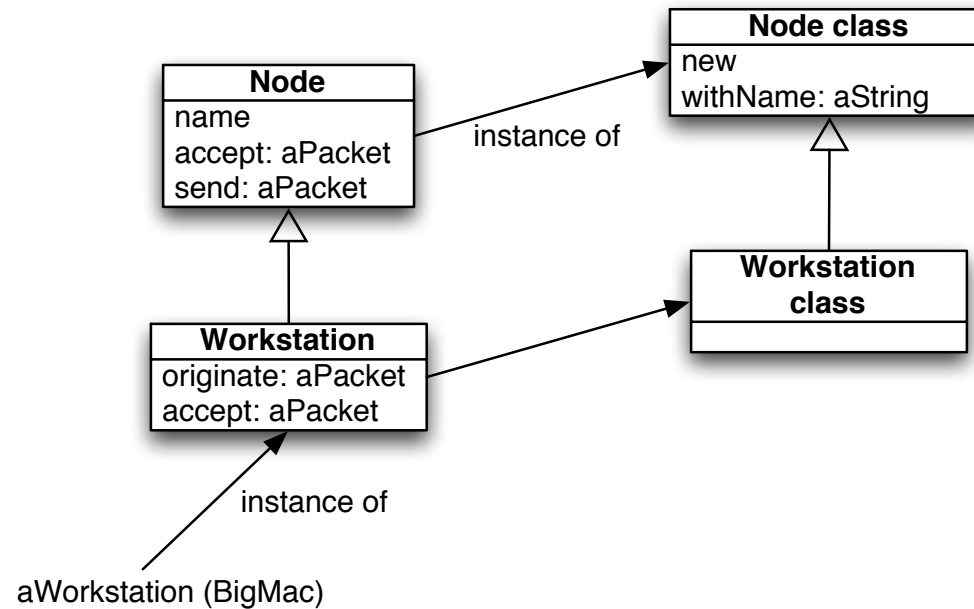 Node class
new
withName: aString
Node
name
accept: aPacket
send: aPacket
instance of
Workstation
class
Workstation
originate: aPacket
accept: aPacket
instance of
aWorkstation (BigMac)